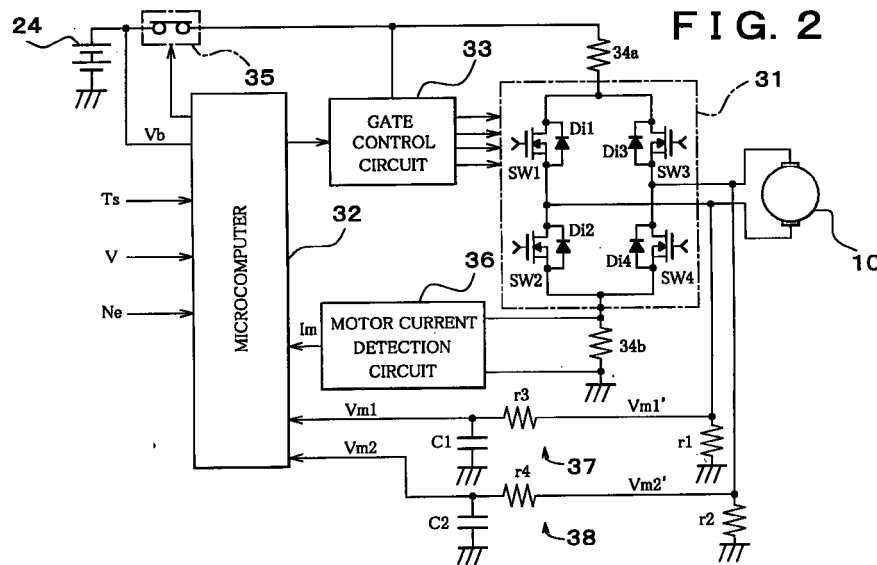 FIG. 2
24
35
33
34a
31
GATE
CONTROL
CIRCUIT
Vb
Di1
Di3
SW1
SW3
Ts
32
Di2
Di4
10
V
36
SW2
SW4
MICROCOMPUTER
Ne
Im
MOTOR CURRENT
DETECTION
CIRCUIT
34b
Vm1
r3
Vm1'
C1
37
r1
Vm2
r4
Vm2'
C2
38
r2